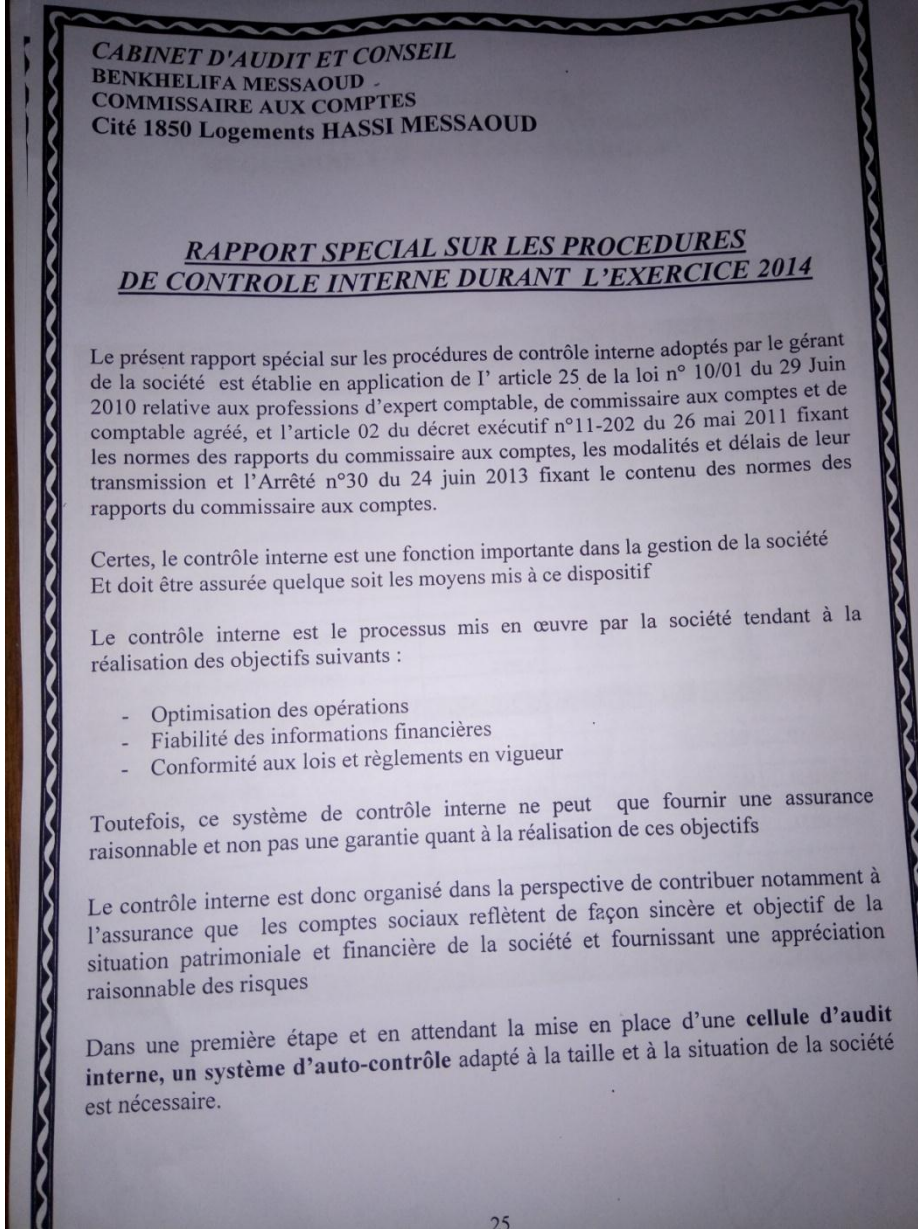 CABINET D'AUDIT ET CONSEIL
BENKHELIFA MESSAOUD -
COMMISSAIRE AUX COMPTES
Cité 1850 Logements HASSI MESSAOUD
RAPPORT SPECIAL SUR LES PROCEDURES
DE CONTROLE INTERNE DURANT L'EXERCICE 2014
Le présent rapport spécial sur les procédures de contrôle interne adoptés par le gérant
de la société est établie en application de l' article 25 de la loi n° 10/01 du 29 Juin
2010 relative aux professions d'expert comptable, de commissaire aux comptes et de
comptable agréé, et l'article 02 du décret exécutif n°11-202 du 26 mai 2011 fixant
les normes des rapports du commissaire aux comptes, les modalités et délais de leur
transmission et l'Arrêté n°30 du 24 juin 2013 fixant le contenu des normes des
rapports du commissaire aux comptes.
Certes, le contrôle interne est une fonction importante dans la gestion de la société
Et doit être assurée quelque soit les moyens mis à ce dispositif
Le contrôle interne est le processus mis en œuvre par la société tendant à la
réalisation des objectifs suivants :
- Optimisation des opérations
- Fiabilité des informations financières
- Conformité aux lois et règlements en vigueur
Toutefois, ce système de contrôle interne ne peut que fournir une assurance
raisonnable et non pas une garantie quant à la réalisation de ces objectifs
Le contrôle interne est donc organisé dans la perspective de contribuer notamment à
l'assurance que les comptes sociaux reflètent de façon sincère et objectif de la
situation patrimoniale et financière de la société et fournissant une appréciation
raisonnable des risques
Dans une première étape et en attendant la mise en place d'une cellule d'audit
interne, un système d'auto-contrôle adapté à la taille et à la situation de la société
est nécessaire.
25